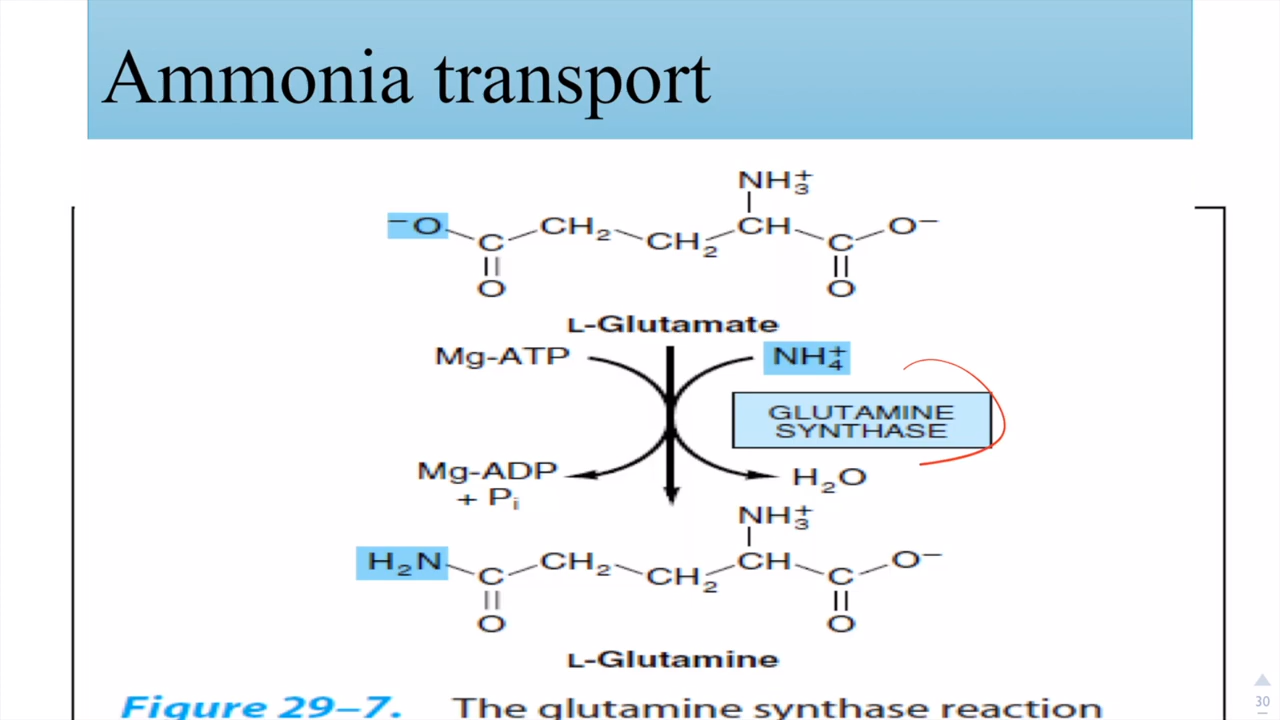 Ammonia transport
NH₃⁺
⁻O
CH₂
CH₂
CH
O⁻
C
C
O
O
L-Glutamate
Mg-ATP
NH₄⁺
GLUTAMINE
SYNTHASE
Mg-ADP
+ Pᵢ
H₂O
NH₃⁺
H₂N
CH₂
CH₂
CH
O⁻
C
C
O
O
L-Glutamine
Figure 29–7. The glutamine synthase reaction
30